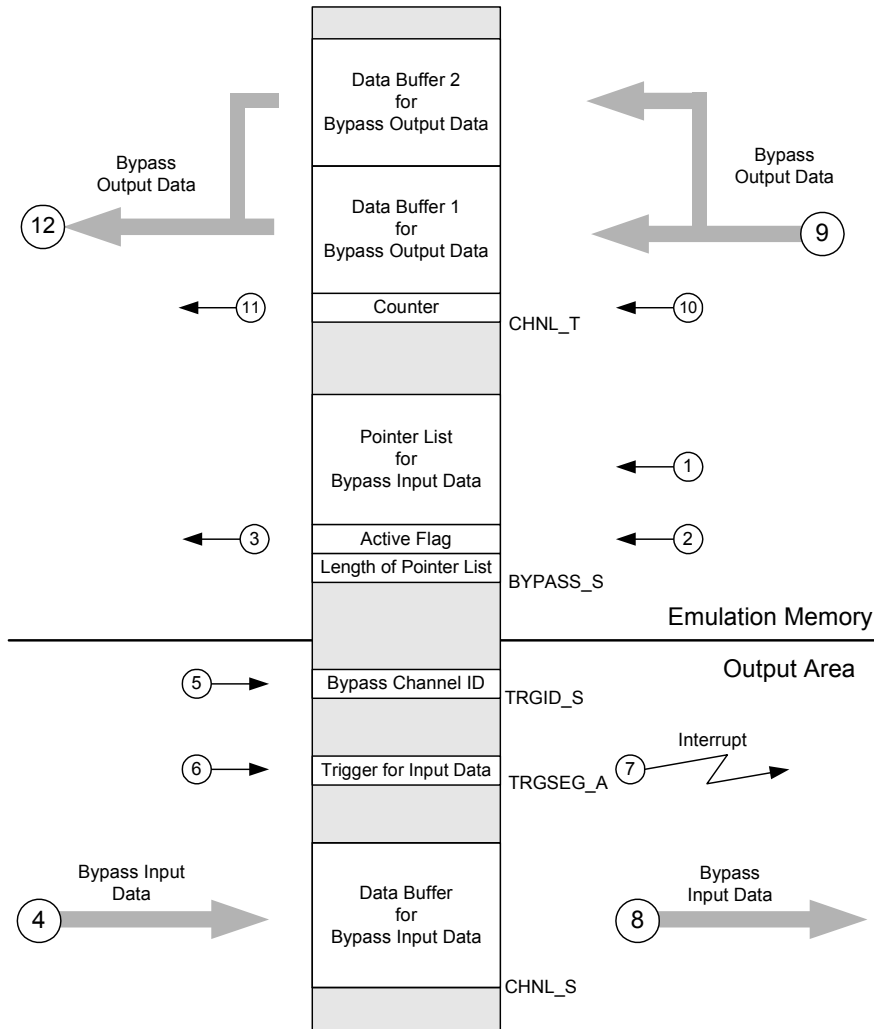 Data Buffer 2
for
Bypass Output Data
Bypass
Output Data
Bypass
Output Data
Data Buffer 1
for
Bypass Output Data
12
9
11
Counter
10
CHNL_T
Pointer List
for
Bypass Input Data
1
3
Active Flag
2
Length of Pointer List
BYPASS_S
Emulation Memory
Output Area
5
Bypass Channel ID
TRGID_S
Interrupt
6
Trigger for Input Data
7
TRGSEG_A
Bypass Input
Data
Bypass
Input Data
4
Data Buffer
for
Bypass Input Data
8
CHNL_S